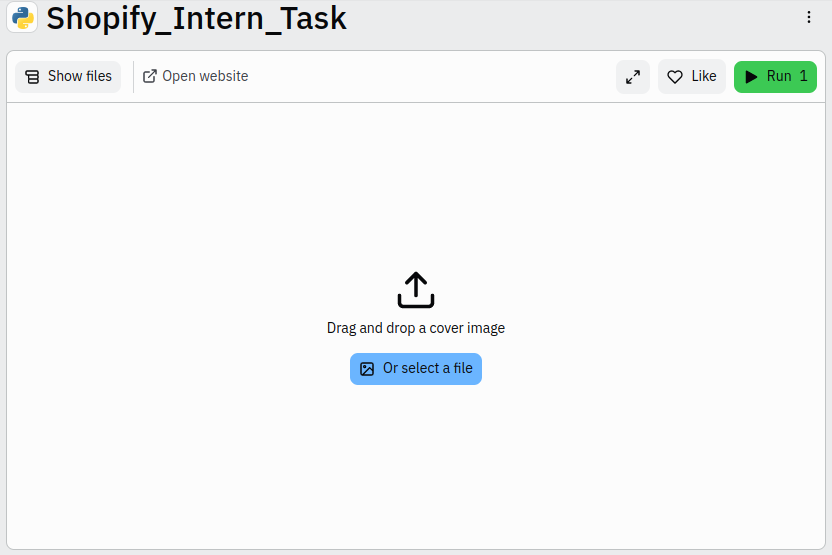 Shopify_Intern_Task
Show files
Open website
Like
Run 1
Drag and drop a cover image
Or select a file